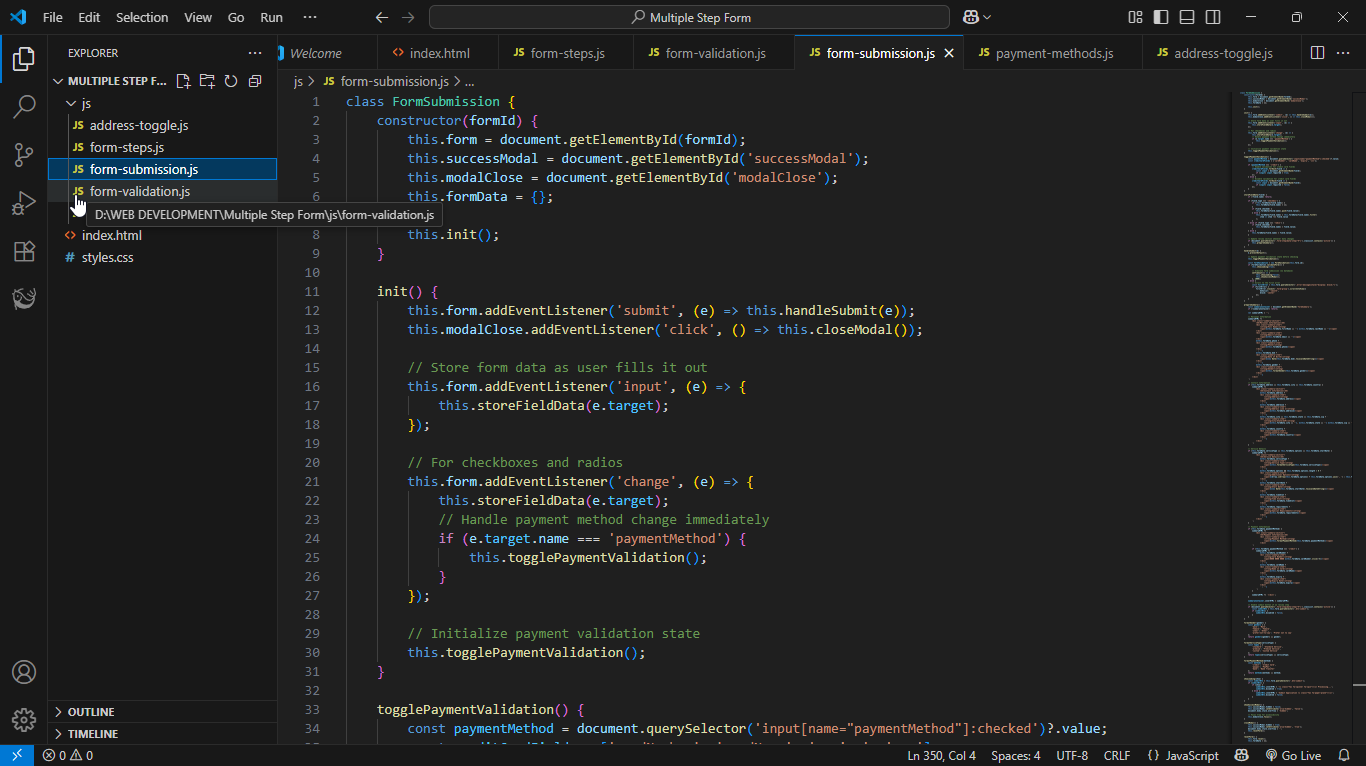 File Edit Selection View Go Run ··· Multiple Step Form
EXPLORER ···
MULTIPLE STEP F...
js
JS address-toggle.js
JS form-steps.js
JS form-submission.js
JS form-validation.js
D:\WEB DEVELOPMENT\Multiple Step Form\js\form-validation.js
<> index.html
# styles.css
OUTLINE
TIMELINE
Welcome <> index.html JS form-steps.js JS form-validation.js JS form-submission.js JS payment-methods.js JS address-toggle.js ···
js > JS form-submission.js > ...
1 class FormSubmission {
2 constructor(formId) {
3 this.form = document.getElementById(formId);
4 this.successModal = document.getElementById('successModal');
5 this.modalClose = document.getElementById('modalClose');
6 this.formData = {};
8 this.init();
9 }
10
11 init() {
12 this.form.addEventListener('submit', (e) => this.handleSubmit(e));
13 this.modalClose.addEventListener('click', () => this.closeModal());
14
15 // Store form data as user fills it out
16 this.form.addEventListener('input', (e) => {
17 this.storeFieldData(e.target);
18 });
19
20 // For checkboxes and radios
21 this.form.addEventListener('change', (e) => {
22 this.storeFieldData(e.target);
23 // Handle payment method change immediately
24 if (e.target.name === 'paymentMethod') {
25 this.togglePaymentValidation();
26 }
27 });
28
29 // Initialize payment validation state
30 this.togglePaymentValidation();
31 }
32
33 togglePaymentValidation() {
34 const paymentMethod = document.querySelector('input[name="paymentMethod"]:checked')?.value;
0 0 Ln 350, Col 4 Spaces: 4 UTF-8 CRLF {} JavaScript Go Live